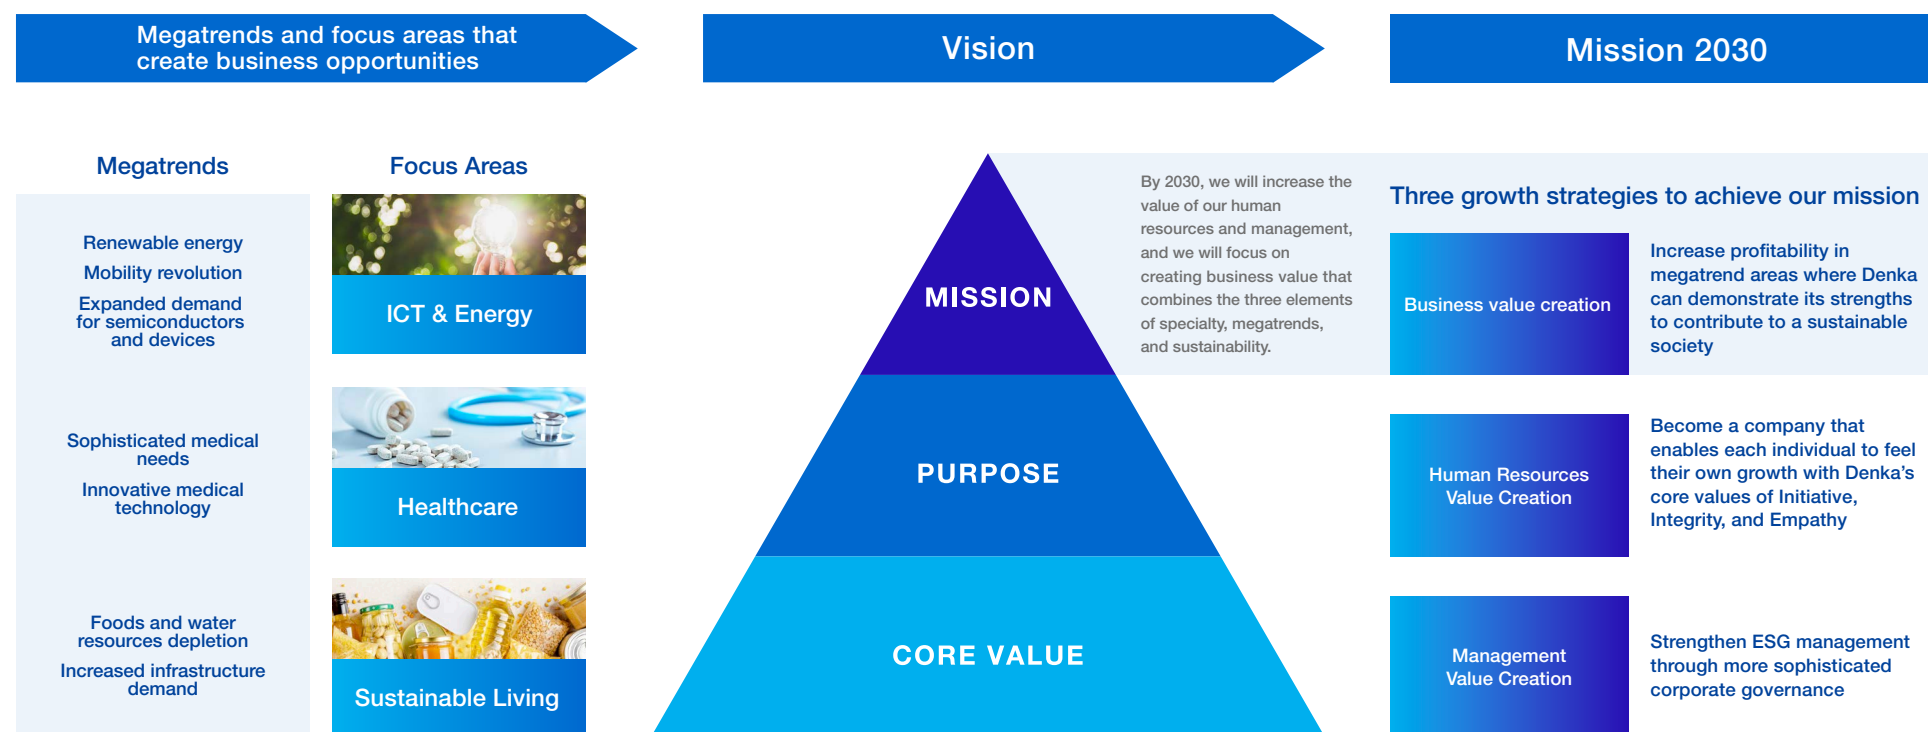 Megatrends and focus areas that
create business opportunities
Vision
Mission 2030
Megatrends
Focus Areas
Renewable energy
Mobility revolution
Expanded demand
for semiconductors
and devices
ICT & Energy
Sophisticated medical
needs
Innovative medical
technology
Healthcare
Foods and water
resources depletion
Increased infrastructure
demand
Sustainable Living
MISSION
PURPOSE
CORE VALUE
By 2030, we will increase the
value of our human
resources and management,
and we will focus on
creating business value that
combines the three elements
of specialty, megatrends,
and sustainability.
Three growth strategies to achieve our mission
Business value creation
Increase profitability in
megatrend areas where Denka
can demonstrate its strengths
to contribute to a sustainable
society
Human Resources
Value Creation
Become a company that
enables each individual to feel
their own growth with Denka’s
core values of Initiative,
Integrity, and Empathy
Management
Value Creation
Strengthen ESG management
through more sophisticated
corporate governance